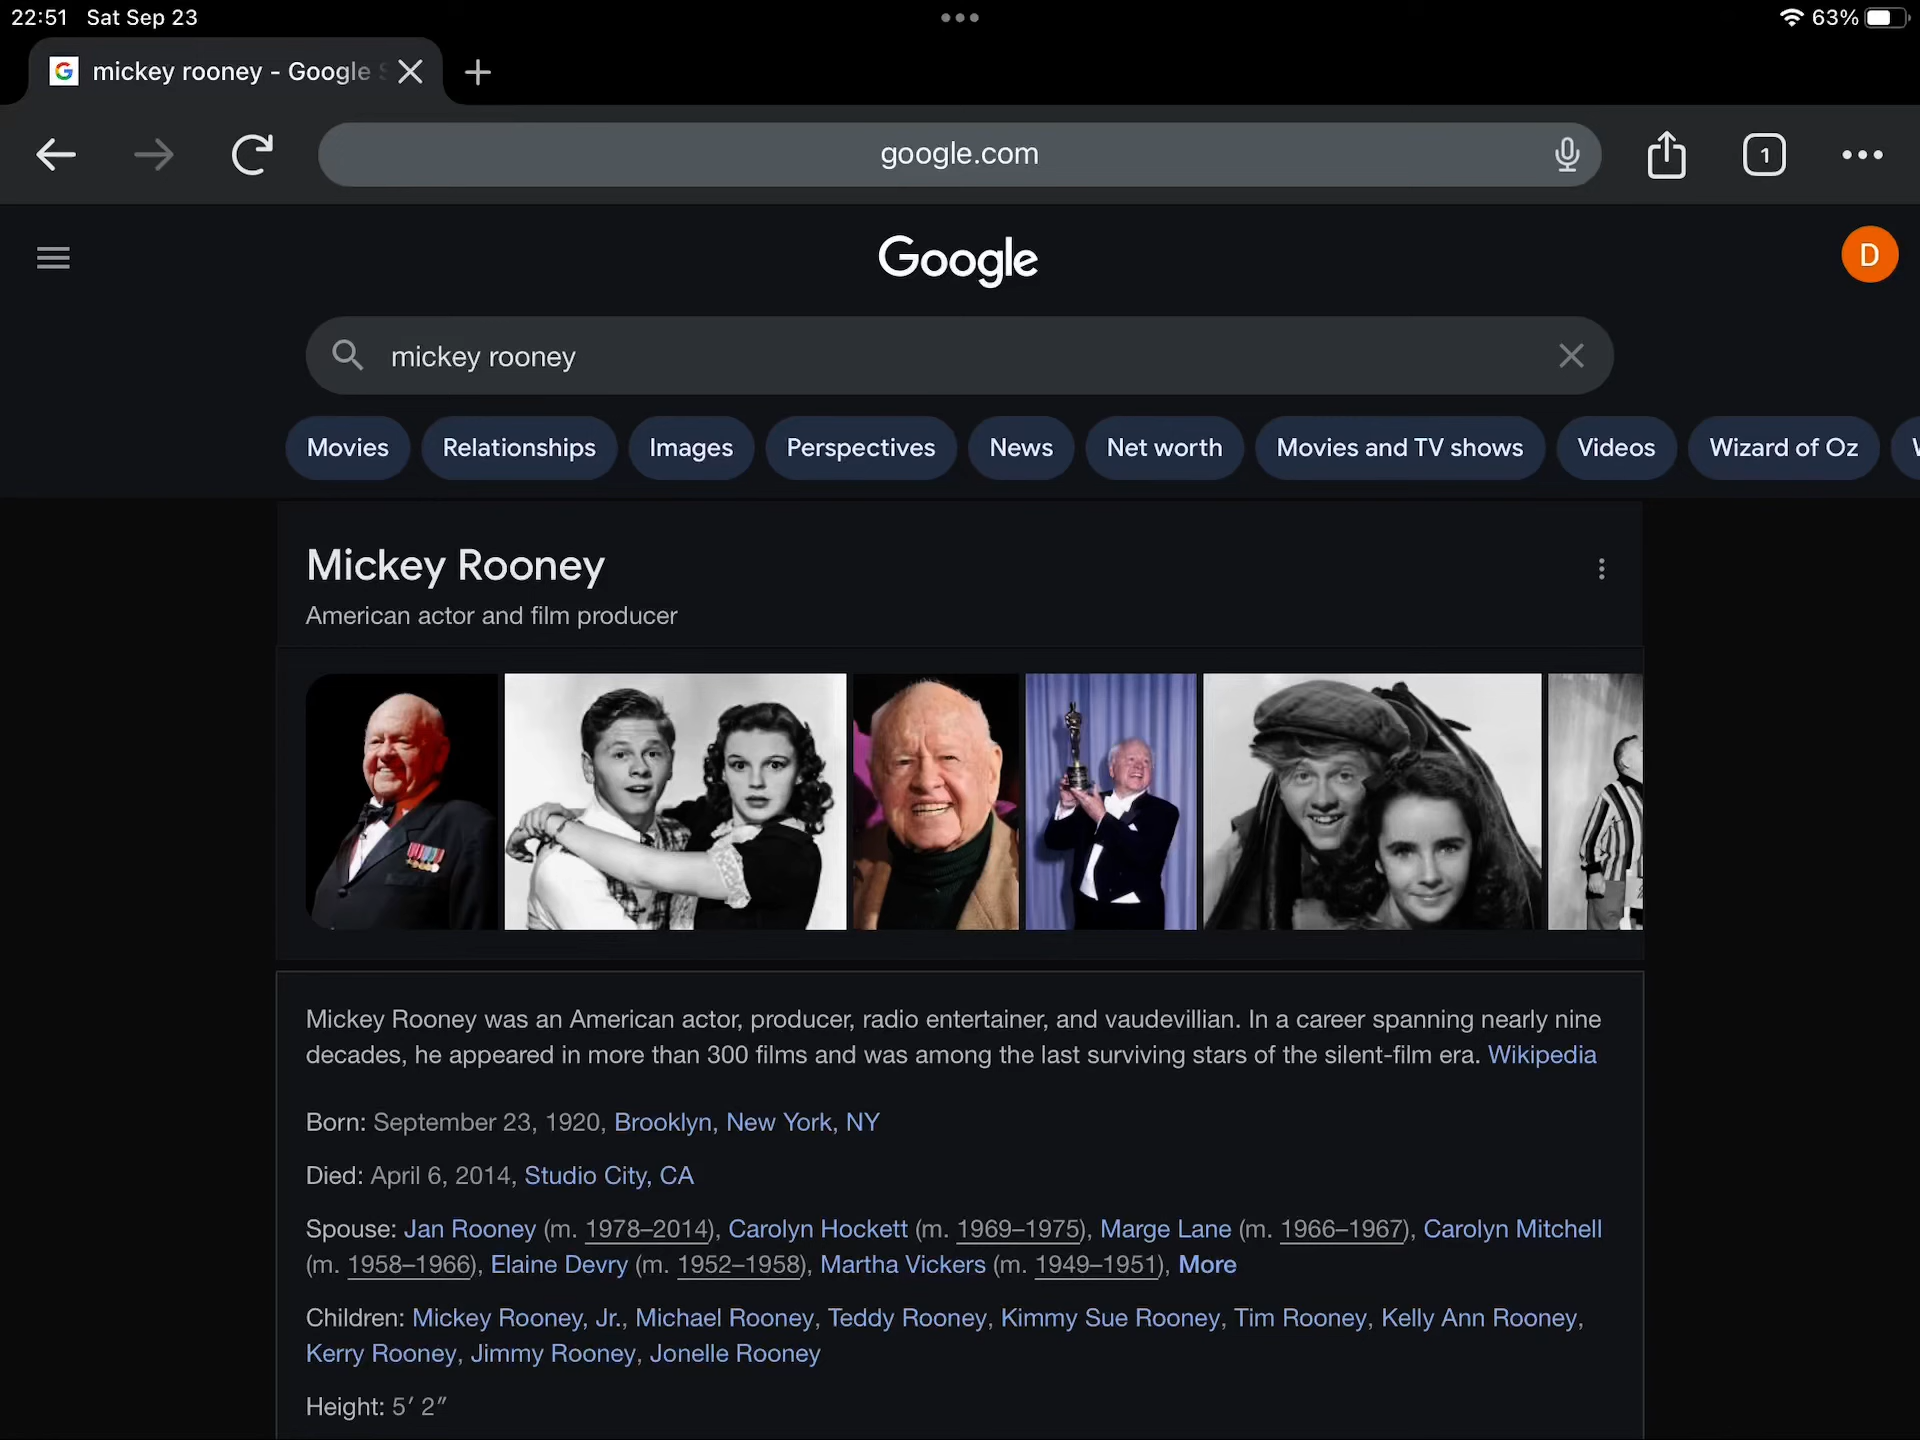 22:51 Sat Sep 23
63%
mickey rooney - Google
google.com
1
Google
D
mickey rooney
Movies Relationships Images Perspectives News Net worth Movies and TV shows Videos Wizard of Oz
Mickey Rooney
American actor and film producer
Mickey Rooney was an American actor, producer, radio entertainer, and vaudevillian. In a career spanning nearly nine
decades, he appeared in more than 300 films and was among the last surviving stars of the silent-film era. Wikipedia
Born: September 23, 1920, Brooklyn, New York, NY
Died: April 6, 2014, Studio City, CA
Spouse: Jan Rooney (m. 1978–2014), Carolyn Hockett (m. 1969–1975), Marge Lane (m. 1966–1967), Carolyn Mitchell
(m. 1958–1966), Elaine Devry (m. 1952–1958), Martha Vickers (m. 1949–1951), More
Children: Mickey Rooney, Jr., Michael Rooney, Teddy Rooney, Kimmy Sue Rooney, Tim Rooney, Kelly Ann Rooney,
Kerry Rooney, Jimmy Rooney, Jonelle Rooney
Height: 5′ 2″